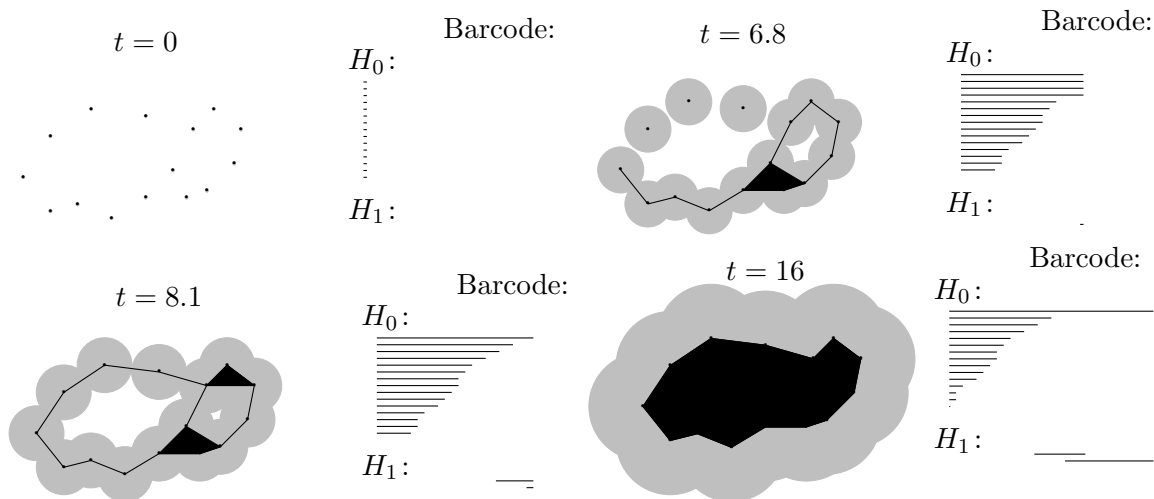 t = 0
Barcode:
H₀:
H₁:
t = 6.8
Barcode:
H₀:
H₁:
t = 8.1
Barcode:
H₀:
H₁:
t = 16
Barcode:
H₀:
H₁: